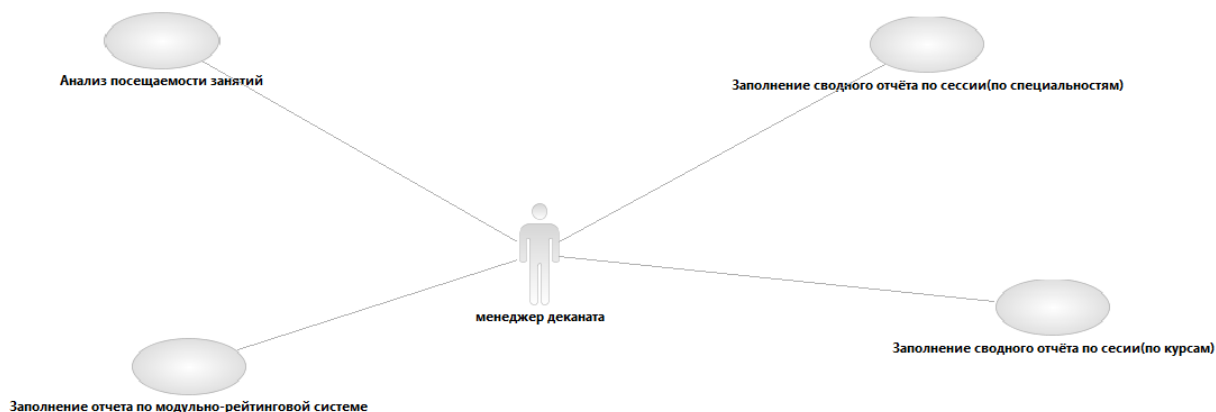 Анализ посещаемости занятий
Заполнение сводного отчёта по сессии(по специальностям)
менеджер деканата
Заполнение сводного отчёта по сесии(по курсам)
Заполнение отчета по модульно-рейтинговой системе